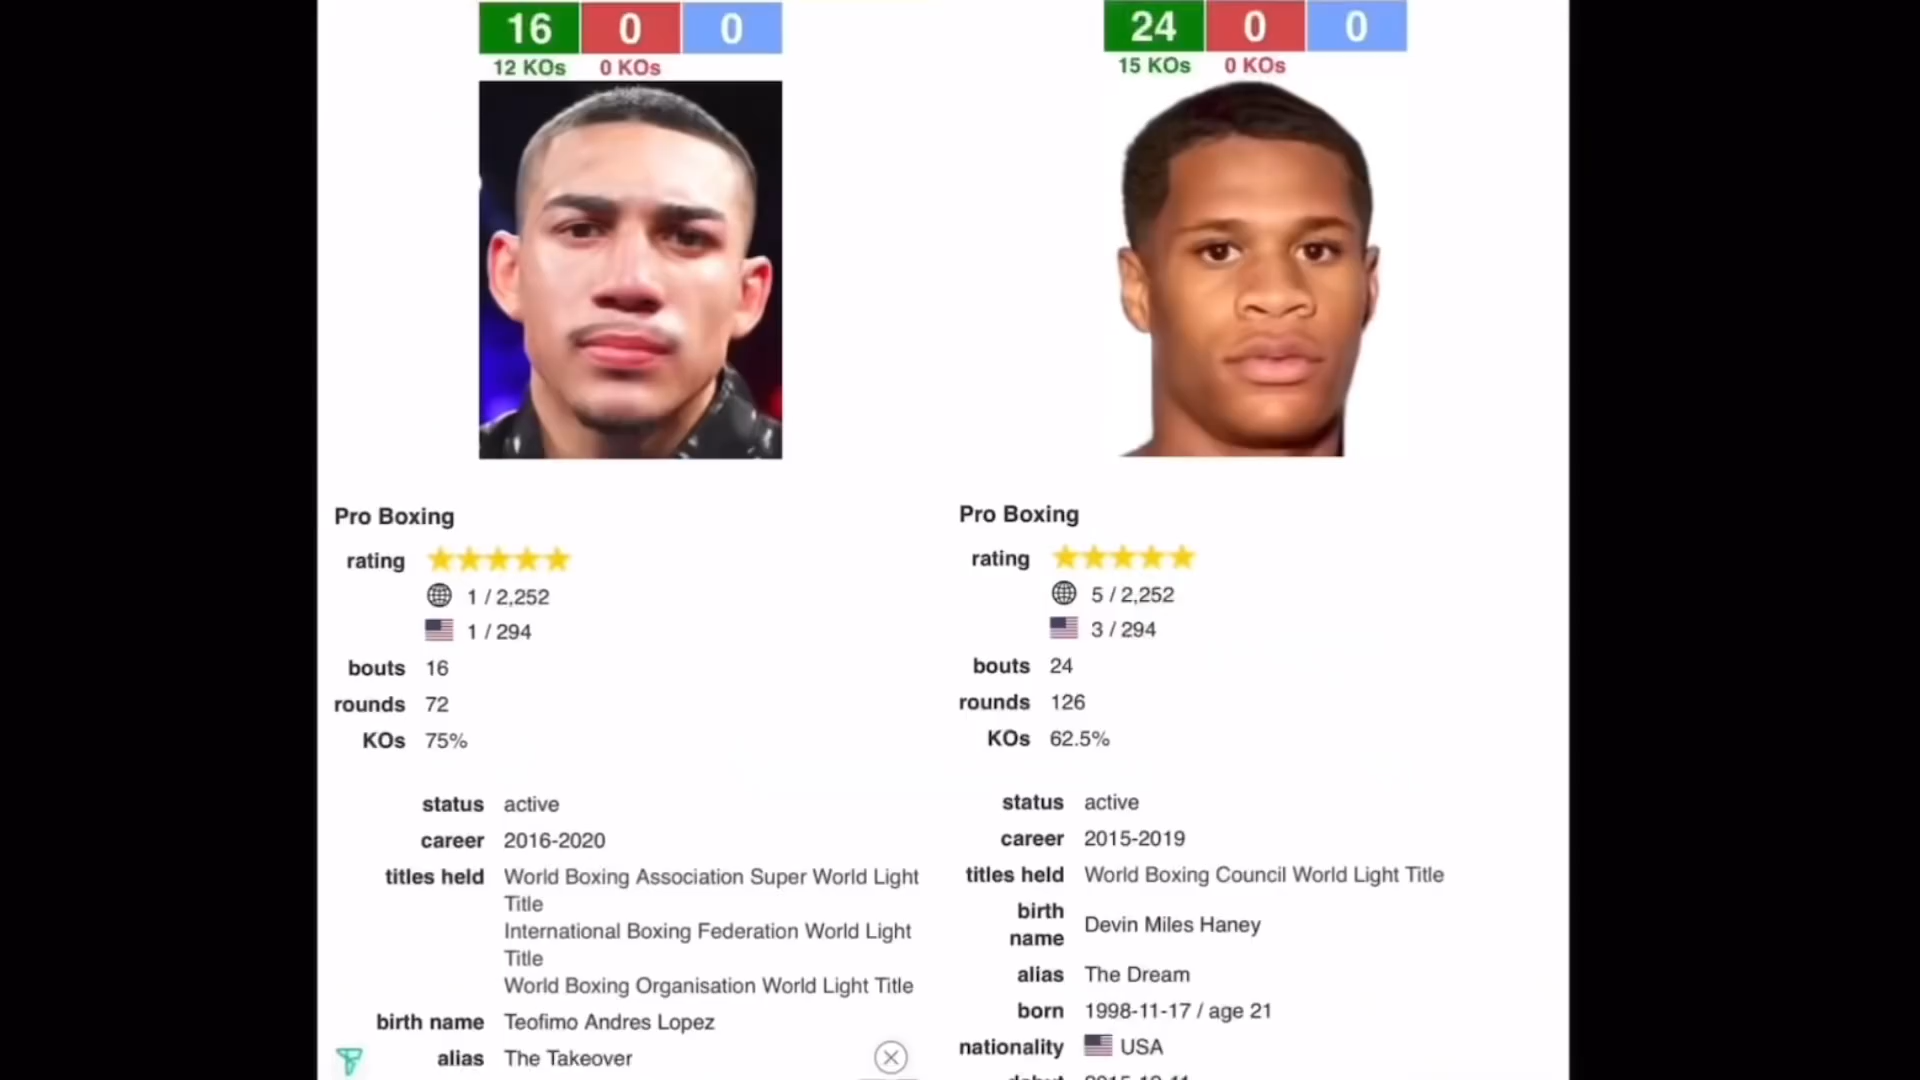 16 0 0
12 KOs 0 KOs
Pro Boxing
rating
1 / 2,252
1 / 294
bouts 16
rounds 72
KOs 75%
status active
career 2016-2020
titles held World Boxing Association Super World Light
Title
International Boxing Federation World Light
Title
World Boxing Organisation World Light Title
birth name Teofimo Andres Lopez
alias The Takeover
24 0 0
15 KOs 0 KOs
Pro Boxing
rating
5 / 2,252
3 / 294
bouts 24
rounds 126
KOs 62.5%
status active
career 2015-2019
titles held World Boxing Council World Light Title
birth
name Devin Miles Haney
alias The Dream
born 1998-11-17 / age 21
nationality USA